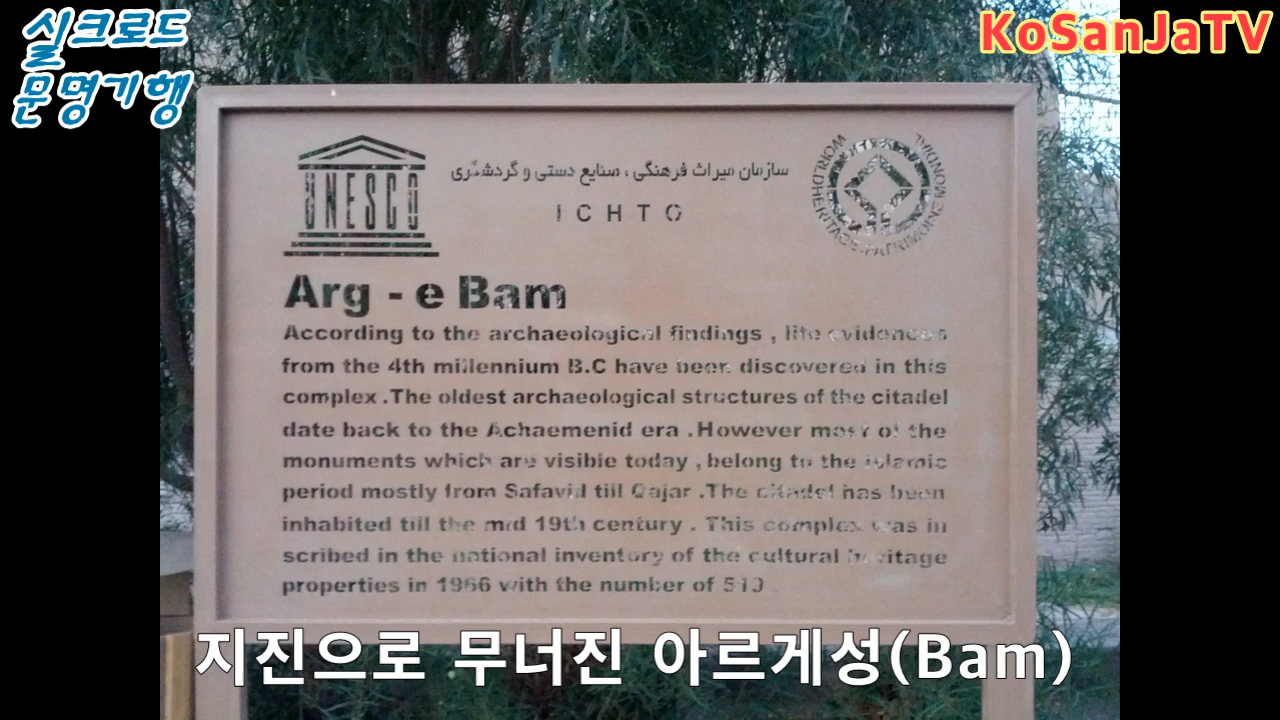 실크로드
문명기행
KoSanJaTV
UNESCO
سازمان میراث فرهنگی ، صنایع دستی و گردشگری
ICHTO
WORLD HERITAGE · PATRIMOINE MONDIAL
Arg - e Bam
According to the archaeological findings , life evidences
from the 4th millennium B.C have been discovered in this
complex .The oldest archaeological structures of the citadel
date back to the Achaemenid era .However most of the
monuments which are visible today , belong to the islamic
period mostly from Safavid till Qajar .The citadel has been
inhabited till the mid 19th century . This complex was in
scribed in the national inventory of the cultural heritage
properties in 1966 with the number of 519 .
지진으로 무너진 아르게성(Bam)